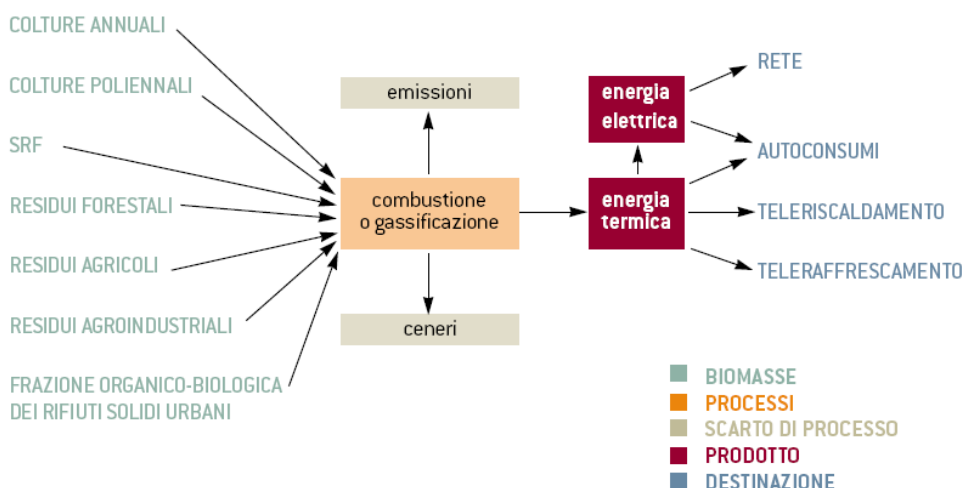 COLTURE ANNUALI
COLTURE POLIENNALI
SRF
RESIDUI FORESTALI
RESIDUI AGRICOLI
RESIDUI AGROINDUSTRIALI
FRAZIONE ORGANICO-BIOLOGICA
DEI RIFIUTI SOLIDI URBANI
emissioni
combustione
o gassificazione
ceneri
energia
elettrica
energia
termica
RETE
AUTOCONSUMI
TELERISCALDAMENTO
TELERAFFRESCAMENTO
BIOMASSE
PROCESSI
SCARTO DI PROCESSO
PRODOTTO
DESTINAZIONE